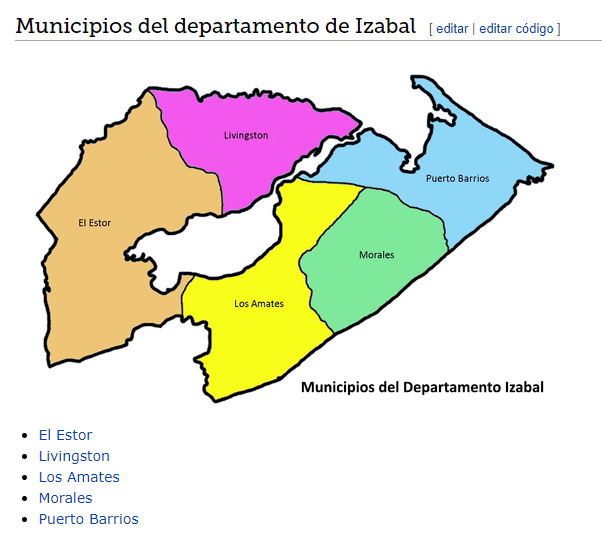 Municipios del departamento de Izabal [ editar | editar código ]
Livingston
Puerto Barrios
El Estor
Morales
Los Amates
Municipios del Departamento Izabal
El Estor
Livingston
Los Amates
Morales
Puerto Barrios